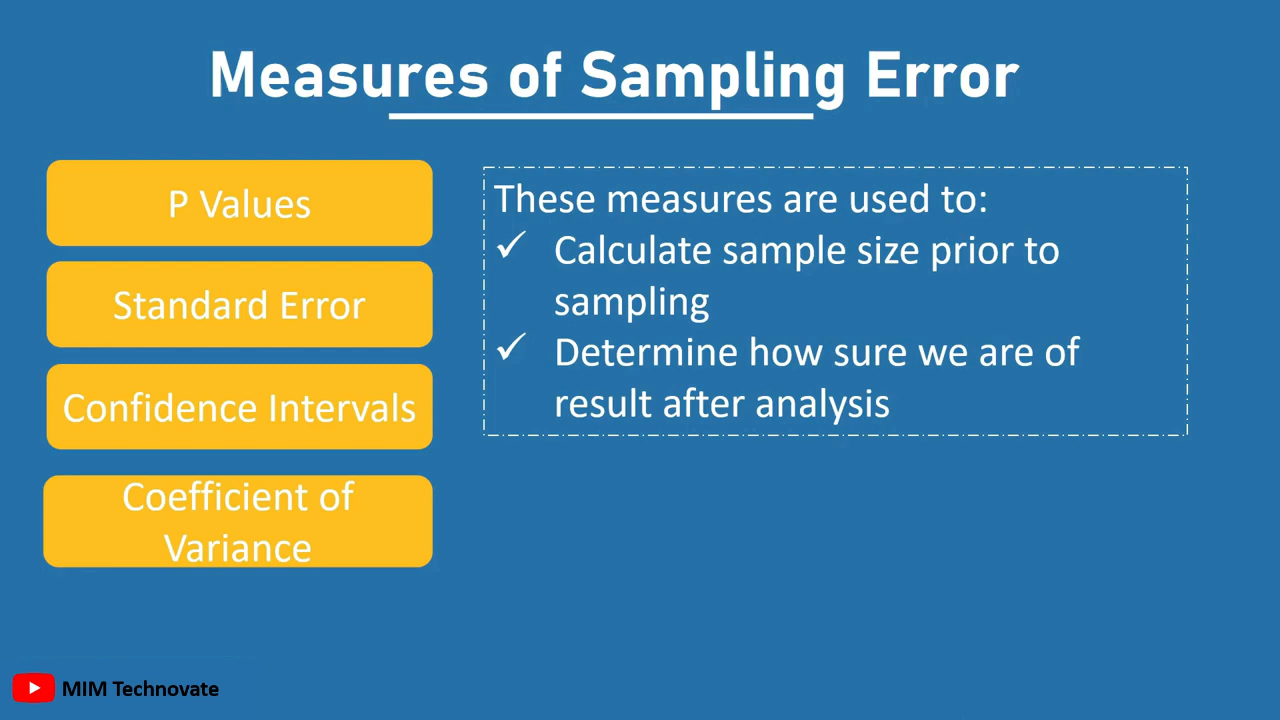 Measures of Sampling Error
P Values
Standard Error
Confidence Intervals
Coefficient of
Variance
These measures are used to:
✓ Calculate sample size prior to
sampling
✓ Determine how sure we are of
result after analysis
MIM Technovate